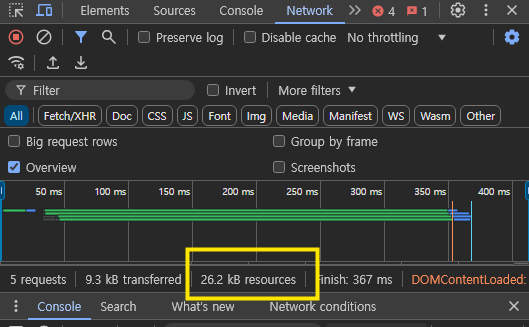 Elements Sources Console Network 4 1
Preserve log Disable cache No throttling
Filter Invert More filters
All Fetch/XHR Doc CSS JS Font Img Media Manifest WS Wasm Other
Big request rows Group by frame
Overview Screenshots
50 ms 100 ms 150 ms 200 ms 250 ms 300 ms 350 ms 400 ms
5 requests 9.3 kB transferred 26.2 kB resources Finish: 367 ms DOMContentLoaded:
Console Search What's new Network conditions